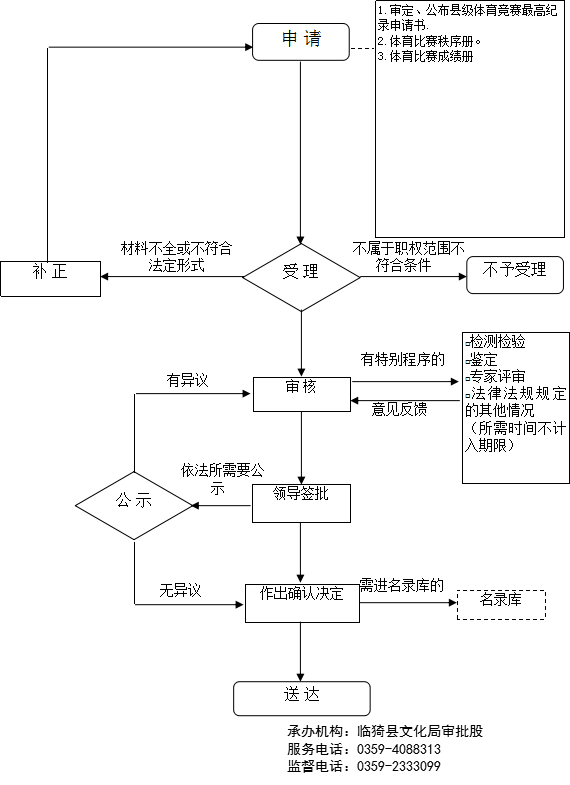 申 请
1. 审定、公布县级体育竞赛最高纪
录申请书.
2. 体育比赛秩序册。
3. 体育比赛成绩册
材料不全或不符合
法定形式
补 正
受 理
不属于职权范围不
符合条件
不予受理
有特别程序的
意见反馈
检测检验
鉴定
专家评审
法律法规规定
的其他情况
（所需时间不计
入期限）
有异议
审 核
依法所需要公
示
公 示
领导签批
无异议
作出确认决定
需进名录库的
名录库
送 达
承办机构：临猗县文化局审批股
服务电话：0359-4088313
监督电话：0359-2333099